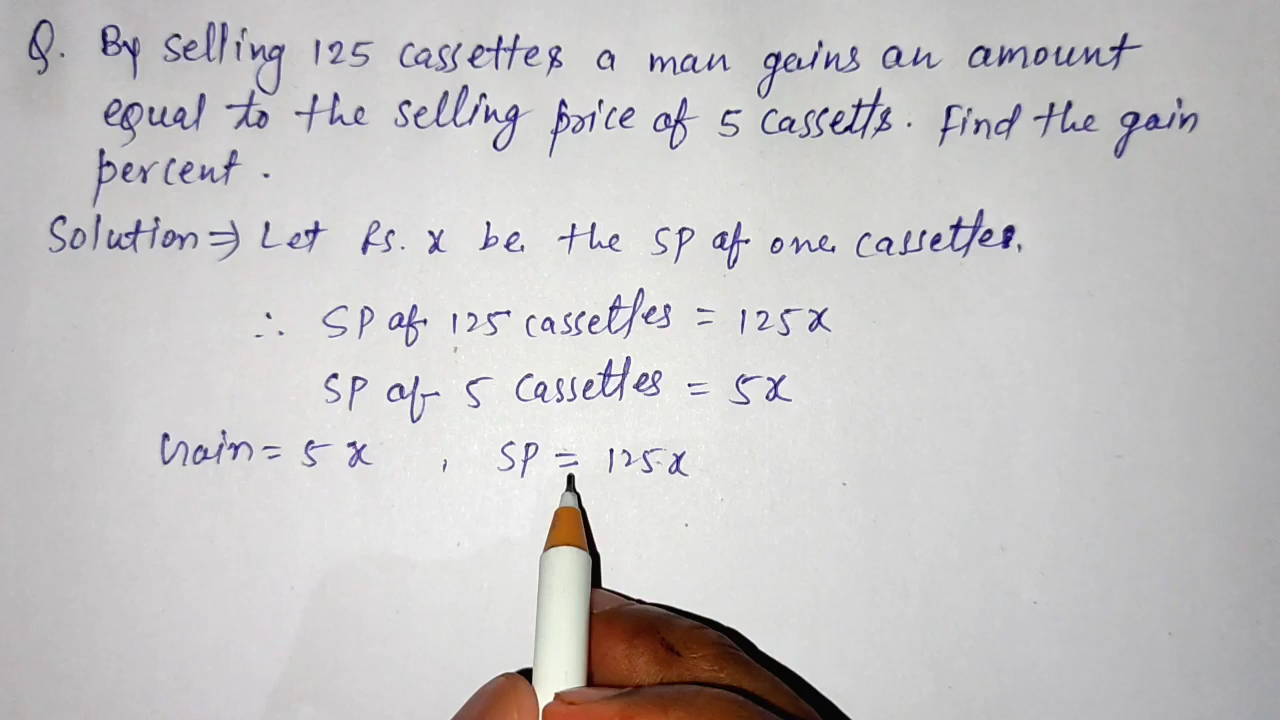 Q. By selling 125 cassettes a man gains an amount
equal to the selling price of 5 cassetts. Find the gain
percent.
Solution ⇒ Let Rs. x be the SP of one cassettes.
∴ SP of 125 cassettes = 125x
SP of 5 Cassettes = 5x
Gain = 5x , SP = 125x